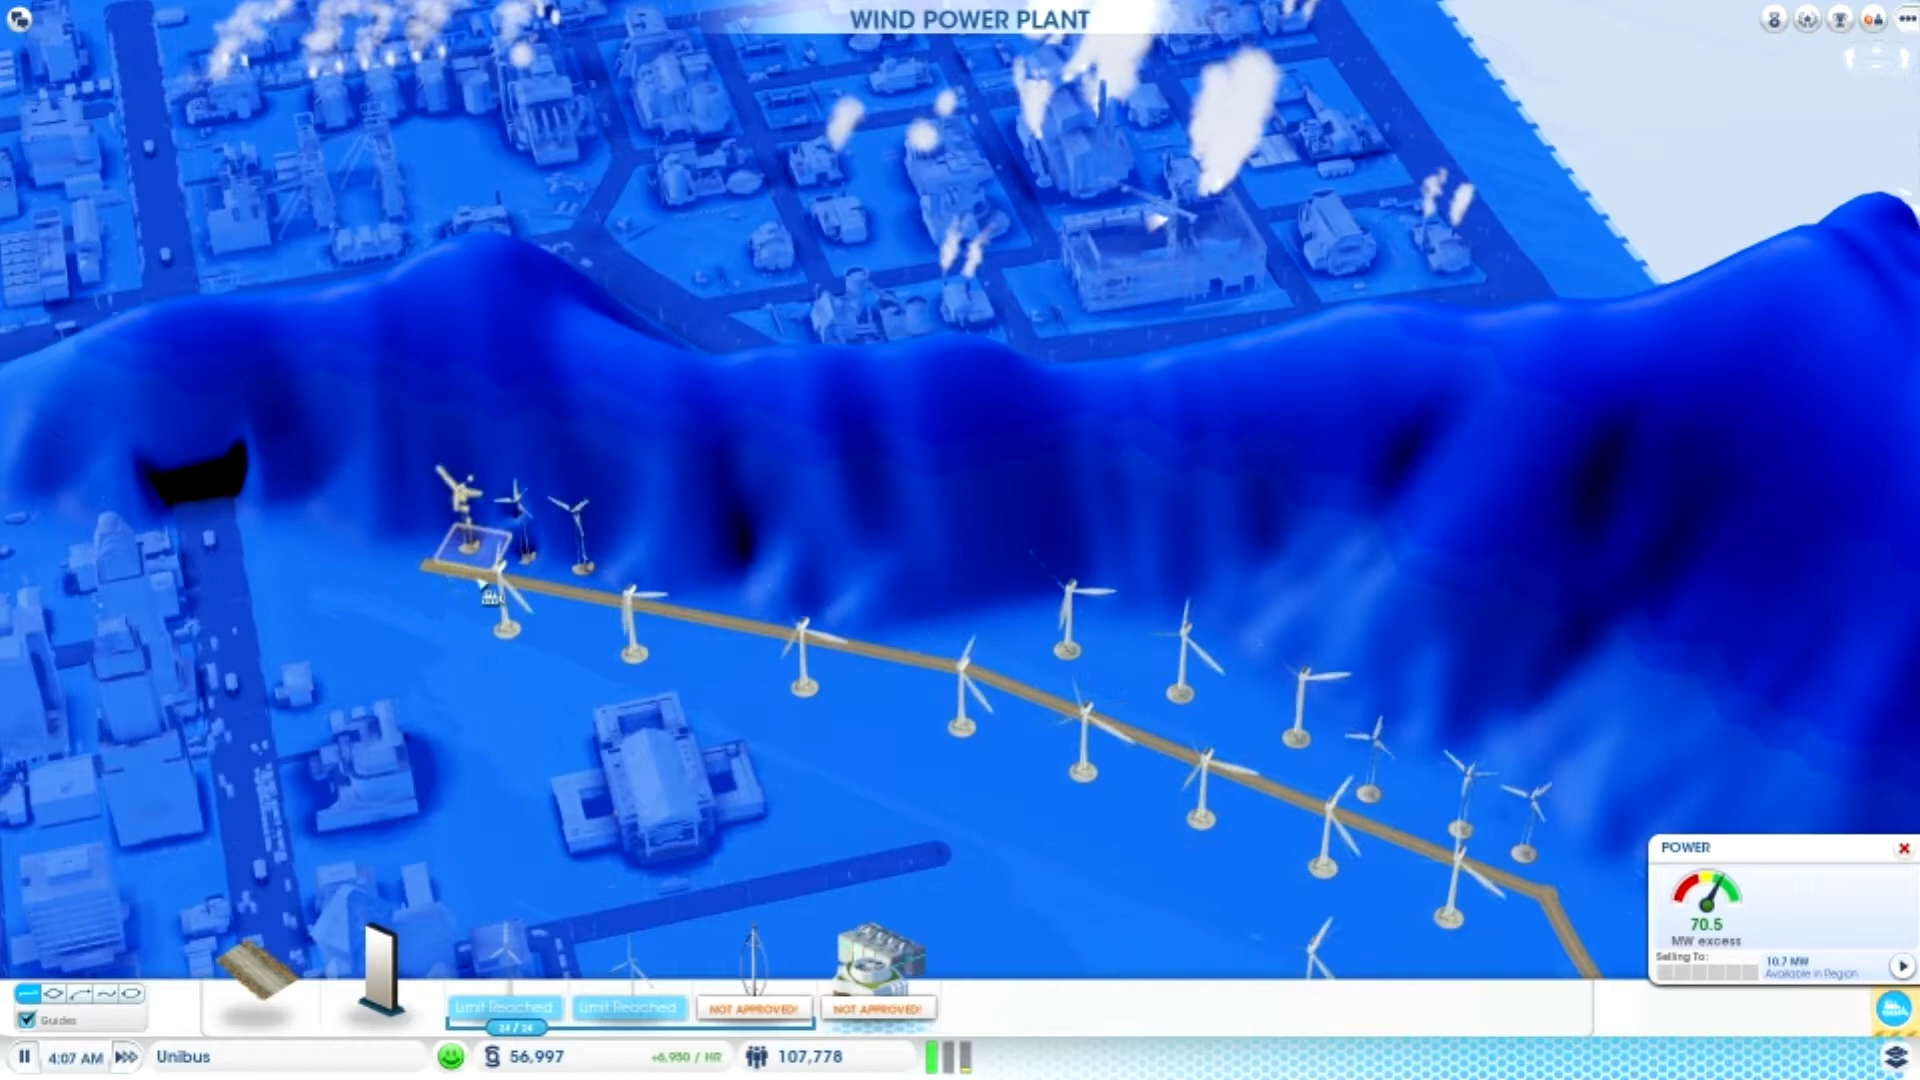 WIND POWER PLANT
POWER
70.5
MW excess
Selling To:
10.7 MW
Available in Region
Limit Reached
Limit Reached
NOT APPROVED!
NOT APPROVED!
24 / 24
Guides
4:07 AM
Unibus
56,997
+6,950 / HR
107,778